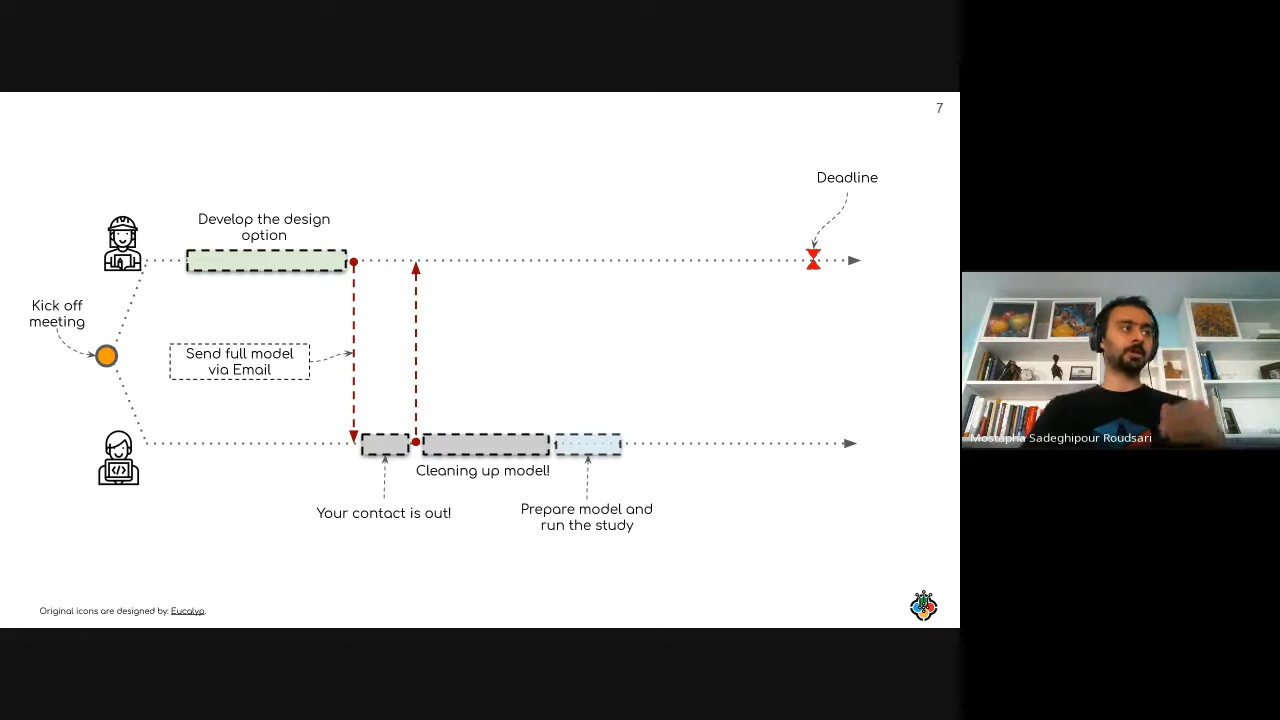 7
Deadline
Develop the design
option
Kick off
meeting
Send full model
via Email
Cleaning up model!
Your contact is out!
Prepare model and
run the study
Original icons are designed by: Eucalyp.
Mostapha Sadeghipour Roudsari